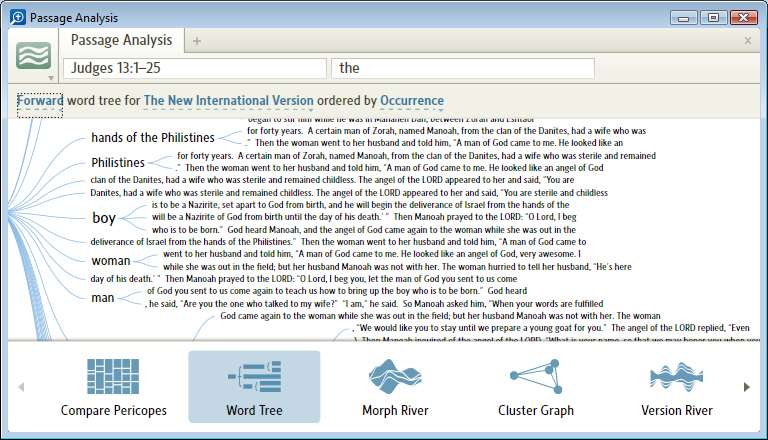 Passage Analysis
Passage Analysis
Judges 13:1–25
the
Forward word tree for The New International Version ordered by Occurrence
began to stir him while he was in Mahaneh Dan, between Zorah and Eshtaol
for forty years. A certain man of Zorah, named Manoah, from the clan of the Danites, had a wife who was
hands of the Philistines
.” Then the woman went to her husband and told him, “A man of God came to me. He looked like an
for forty years. A certain man of Zorah, named Manoah, from the clan of the Danites, had a wife who was sterile and remained
Philistines
.” Then the woman went to her husband and told him, “A man of God came to me. He looked like an angel of God
clan of the Danites, had a wife who was sterile and remained childless. The angel of the LORD appeared to her and said, “You are
Danites, had a wife who was sterile and remained childless. The angel of the LORD appeared to her and said, “You are sterile and childless
is to be a Nazirite, set apart to God from birth, and he will begin the deliverance of Israel from the hands of the
boy
will be a Nazirite of God from birth until the day of his death.’ ” Then Manoah prayed to the LORD: “O Lord, I beg
who is to be born.” God heard Manoah, and the angel of God came again to the woman while she was out in the
deliverance of Israel from the hands of the Philistines.” Then the woman went to her husband and told him, “A man of God came to
went to her husband and told him, “A man of God came to me. He looked like an angel of God, very awesome. I
woman
while she was out in the field; but her husband Manoah was not with her. The woman hurried to tell her husband, “He’s here
day of his death.’ ” Then Manoah prayed to the LORD: “O Lord, I beg you, let the man of God you sent to us come
of God you sent to us come again to teach us how to bring up the boy who is to be born.” God heard
man
, he said, “Are you the one who talked to my wife?” “I am,” he said. So Manoah asked him, “When your words are fulfilled
God came again to the woman while she was out in the field; but her husband Manoah was not with her. The woman
, “We would like you to stay until we prepare a young goat for you.” The angel of the LORD replied, “Even
). Then Manoah inquired of the angel of the LORD, “What is your name, so that we may honor you when your
Compare Pericopes
Word Tree
Morph River
Cluster Graph
Version River